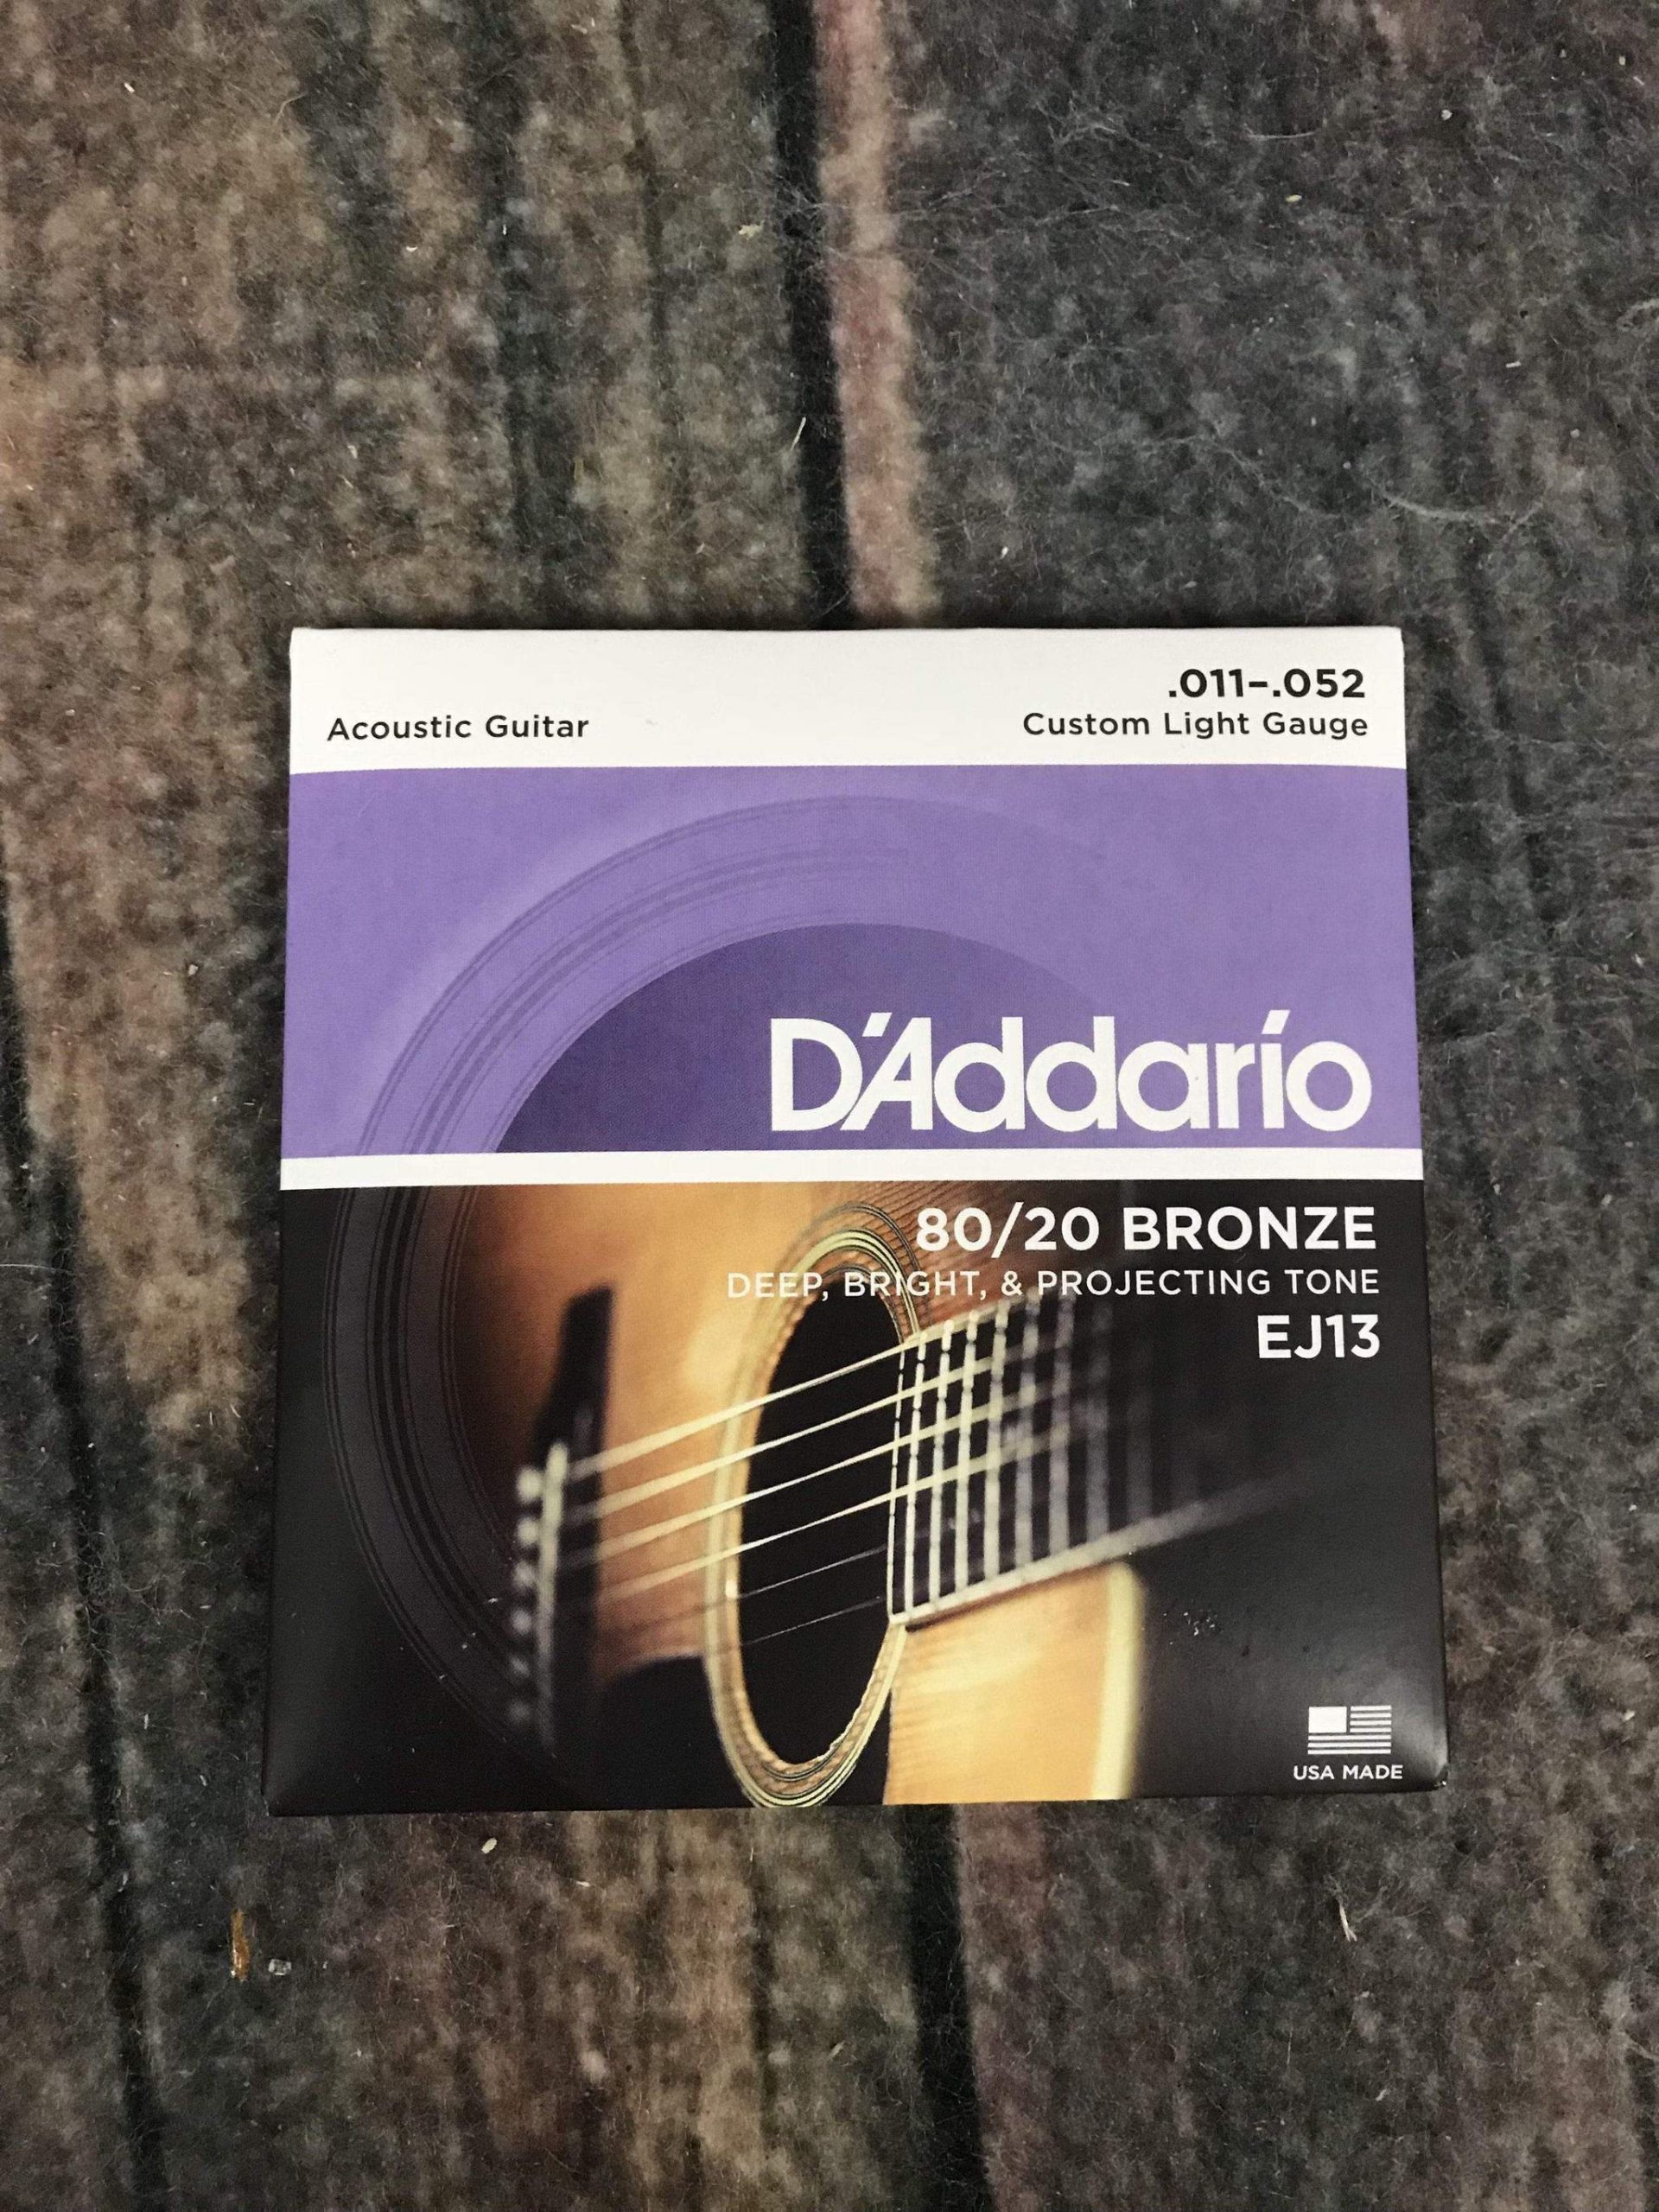 .011–.052
Acoustic Guitar
Custom Light Gauge
D'Addario
80/20 BRONZE
DEEP, BRIGHT, & PROJECTING TONE
EJ13
USA MADE